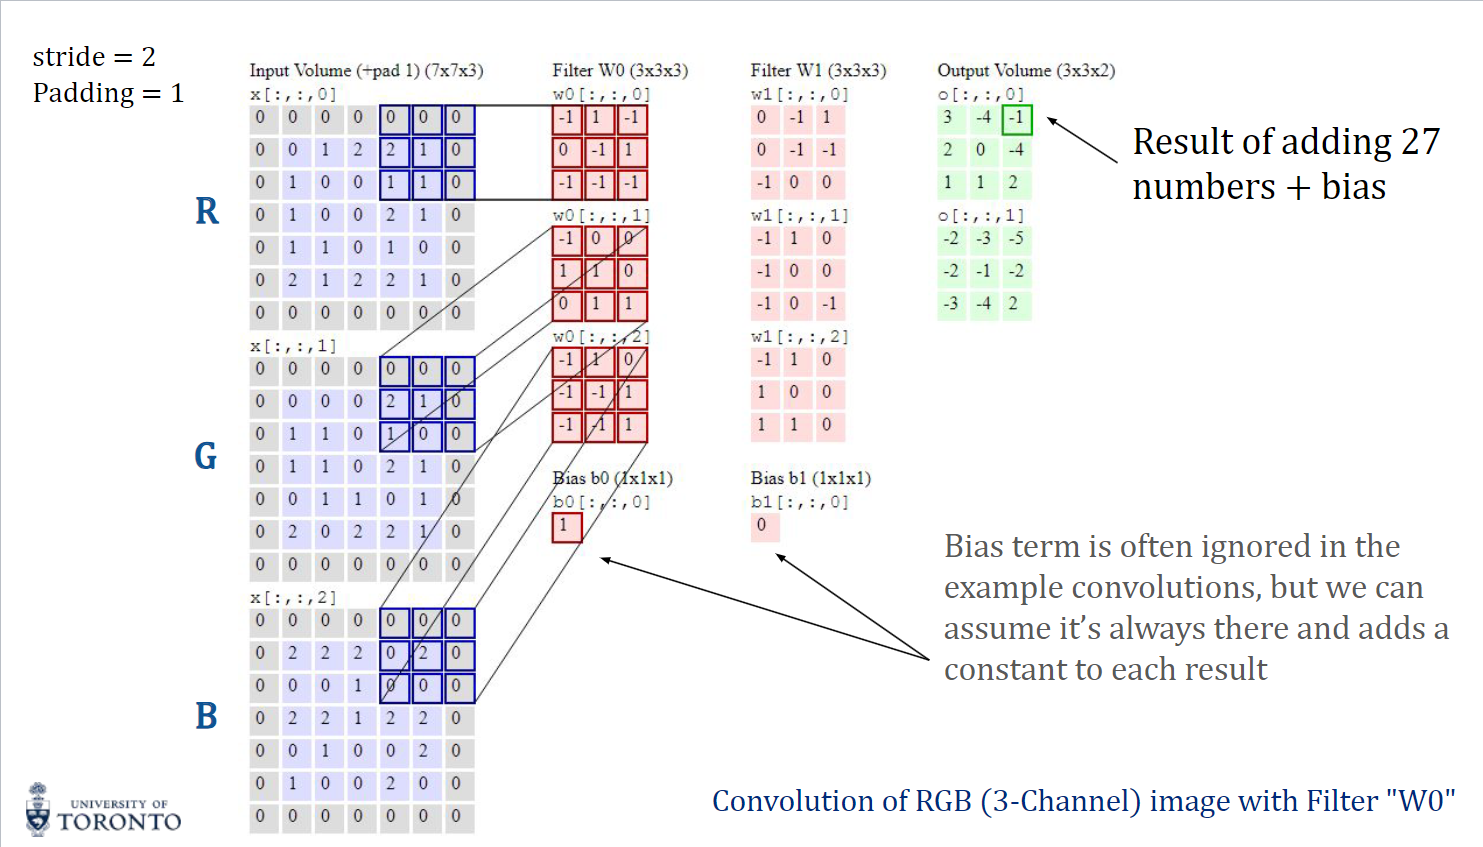 stride = 2
Padding = 1
Input Volume (+pad 1) (7x7x3)
x[:,:,0]
0 0 0 0 0 0 0
0 0 1 2 2 1 0
0 1 0 0 1 1 0
0 1 0 0 2 1 0
0 1 1 0 1 0 0
0 2 1 2 2 1 0
0 0 0 0 0 0 0
R
x[:,:,1]
0 0 0 0 0 0 0
0 0 0 0 2 1 0
0 1 1 0 1 0 0
0 1 1 0 2 1 0
0 0 1 1 0 1 0
0 2 0 2 2 1 0
0 0 0 0 0 0 0
G
x[:,:,2]
0 0 0 0 0 0 0
0 2 2 2 0 2 0
0 0 0 1 0 0 0
0 2 2 1 2 2 0
0 0 1 0 0 2 0
0 1 0 0 2 0 0
0 0 0 0 0 0 0
B
Filter W0 (3x3x3)
w0[:,:,0]
-1 1 -1
0 -1 1
-1 -1 -1
w0[:,:,1]
-1 0 0
1 1 0
0 1 1
w0[:,:,2]
-1 1 0
-1 -1 1
-1 -1 1
Bias b0 (1x1x1)
b0[:,:,0]
1
Filter W1 (3x3x3)
w1[:,:,0]
0 -1 1
0 -1 -1
-1 0 0
w1[:,:,1]
-1 1 0
-1 0 0
-1 0 -1
w1[:,:,2]
-1 1 0
1 0 0
1 1 0
Bias b1 (1x1x1)
b1[:,:,0]
0
Output Volume (3x3x2)
o[:,:,0]
3 -4 -1
2 0 -4
1 1 2
o[:,:,1]
-2 -3 -5
-2 -1 -2
-3 -4 2
Result of adding 27
numbers + bias
Bias term is often ignored in the
example convolutions, but we can
assume it’s always there and adds a
constant to each result
Convolution of RGB (3-Channel) image with Filter "W0"
UNIVERSITY OF
TORONTO